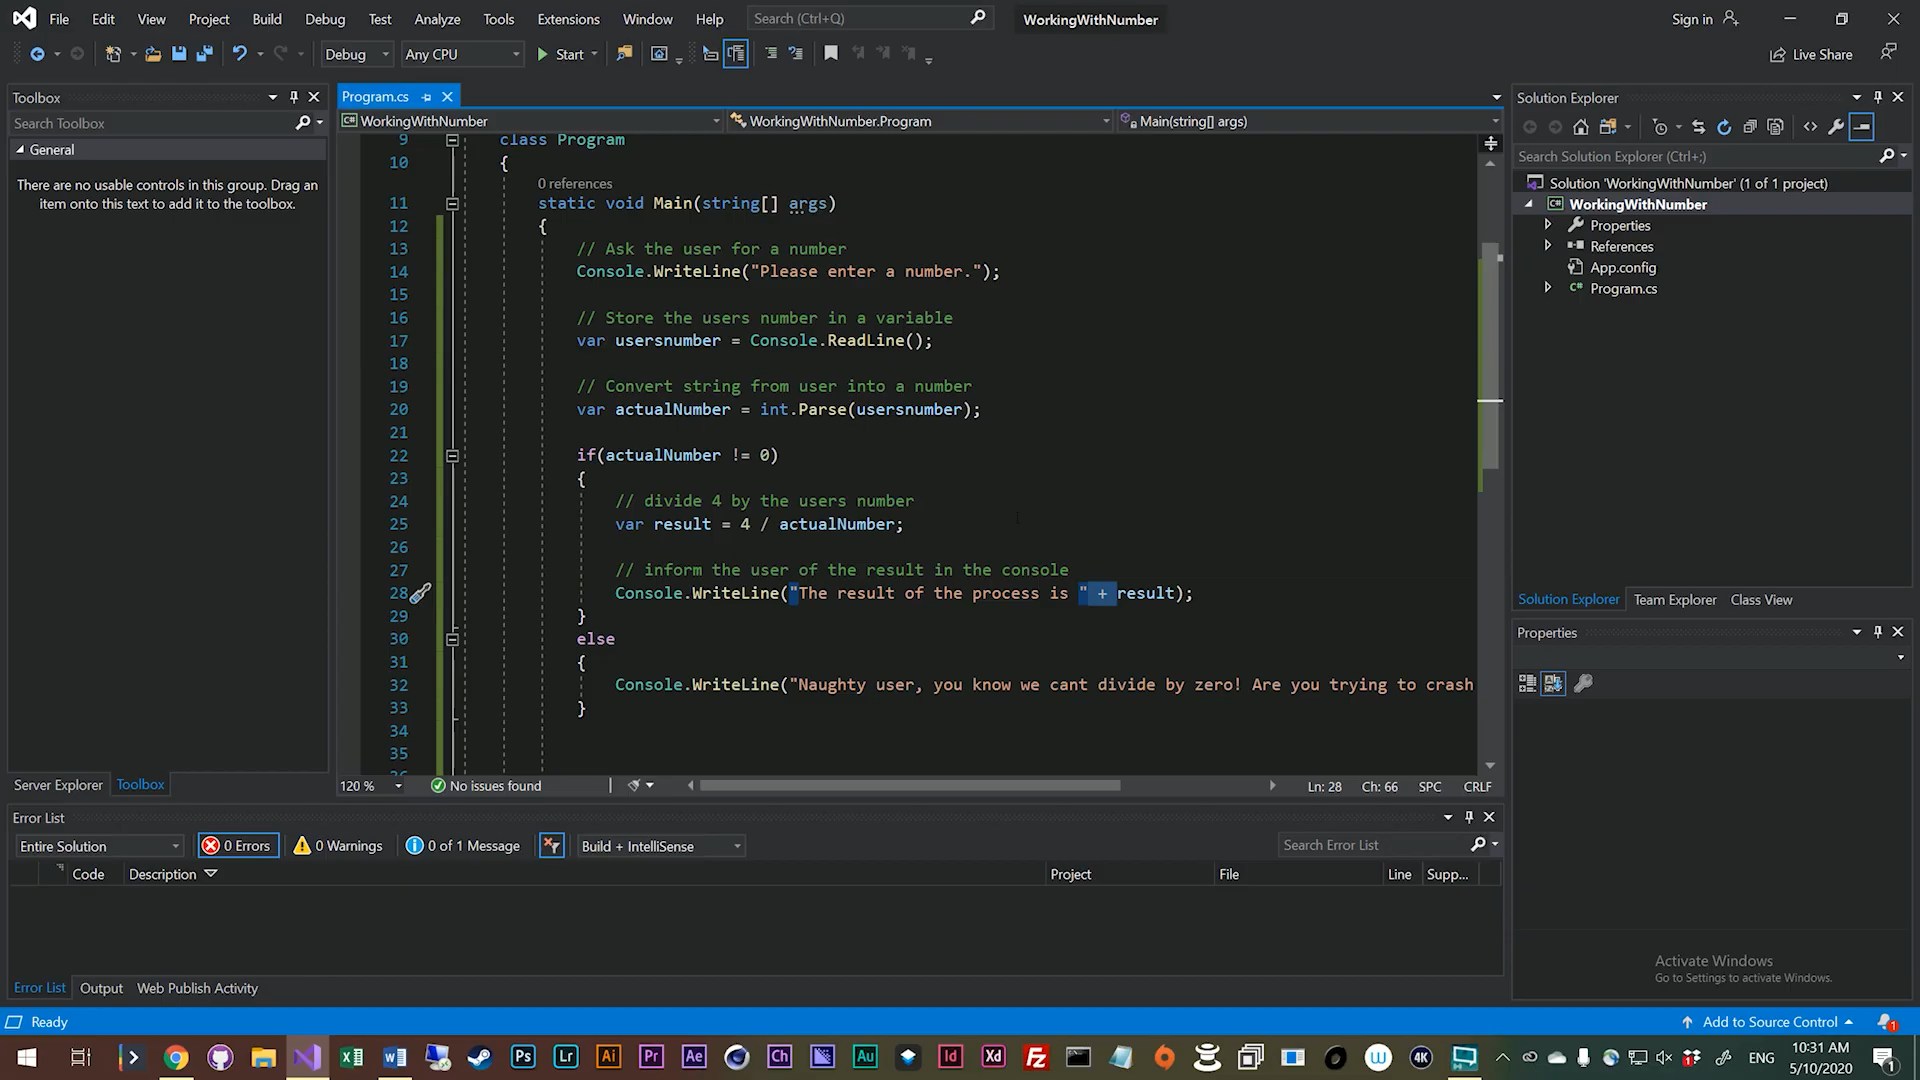 File Edit View Project Build Debug Test Analyze Tools Extensions Window Help Search (Ctrl+Q) WorkingWithNumber Sign in
Debug Any CPU Start Live Share
Toolbox
Search Toolbox
General
There are no usable controls in this group. Drag an
item onto this text to add it to the toolbox.
Server Explorer Toolbox
Program.cs
WorkingWithNumber WorkingWithNumber.Program Main(string[] args)
9 class Program
10 {
0 references
11 static void Main(string[] args)
12 {
13 // Ask the user for a number
14 Console.WriteLine("Please enter a number.");
15
16 // Store the users number in a variable
17 var usersnumber = Console.ReadLine();
18
19 // Convert string from user into a number
20 var actualNumber = int.Parse(usersnumber);
21
22 if(actualNumber != 0)
23 {
24 // divide 4 by the users number
25 var result = 4 / actualNumber;
26
27 // inform the user of the result in the console
28 Console.WriteLine("The result of the process is " + result);
29 }
30 else
31 {
32 Console.WriteLine("Naughty user, you know we cant divide by zero! Are you trying to crash
33 }
34
35
120 % No issues found Ln: 28 Ch: 66 SPC CRLF
Solution Explorer
Search Solution Explorer (Ctrl+;)
Solution 'WorkingWithNumber' (1 of 1 project)
C# WorkingWithNumber
Properties
References
App.config
C# Program.cs
Solution Explorer Team Explorer Class View
Properties
Error List
Entire Solution 0 Errors 0 Warnings 0 of 1 Message Build + IntelliSense Search Error List
Code Description Project File Line Supp...
Error List Output Web Publish Activity
Activate Windows
Go to Settings to activate Windows.
Ready Add to Source Control 1
Ps Lr Ai Pr Ae Ch Au Id Xd Fz W 4K ENG 10:31 AM
5/10/2020 1